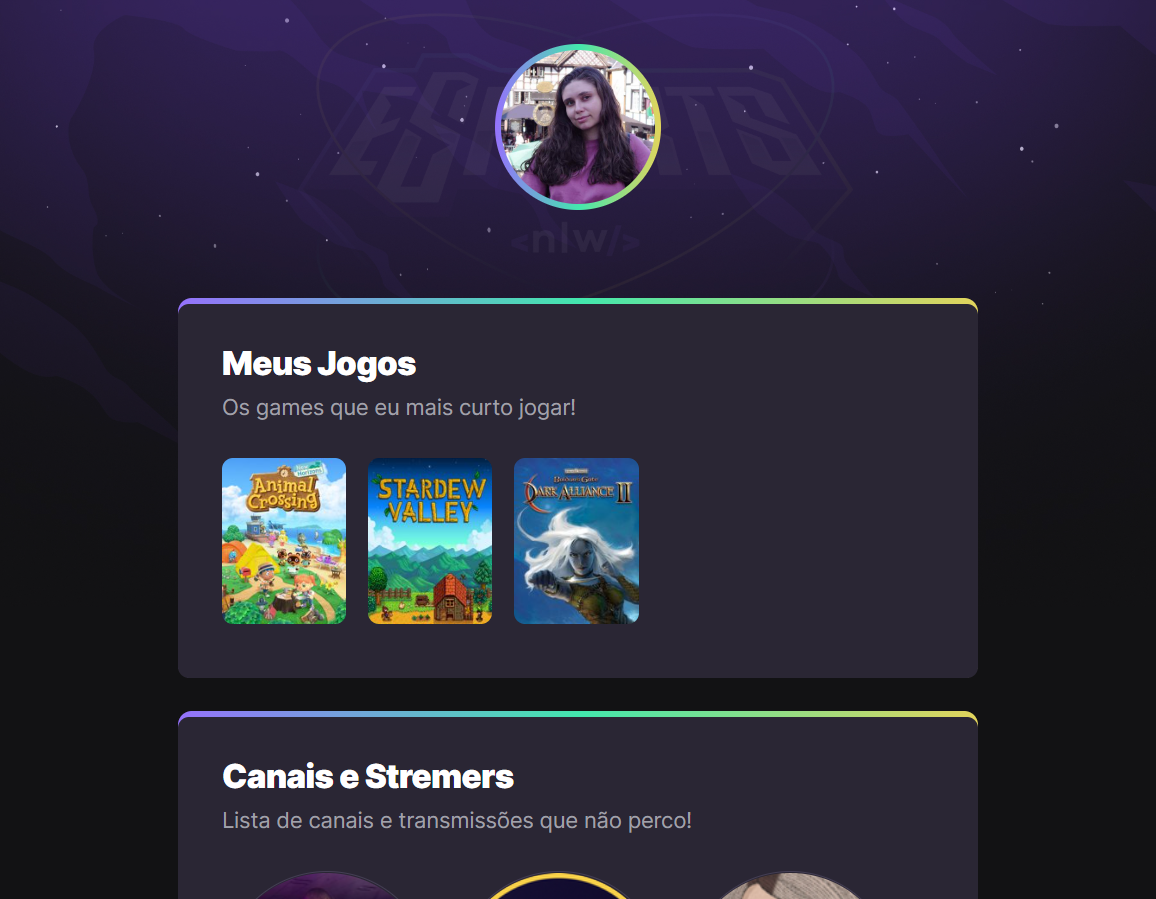 eSPORTS
<nlw/>
Meus Jogos
Os games que eu mais curto jogar!
New Horizons
Animal
Crossing
STARDEW
VALLEY
Baldur's Gate
DARK ALLIANCE II
Canais e Stremers
Lista de canais e transmissões que não perco!